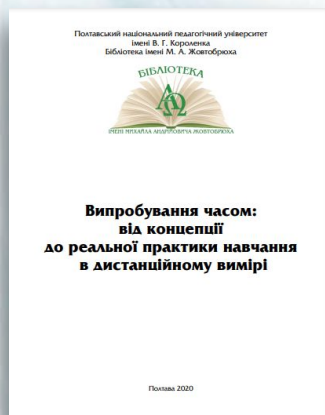 Полтавський національний педагогічний університет
імені В. Г. Короленка
Бібліотека імені М. А. Жовтобрюха
БІБЛІОТЕКА
ІМЕНІ МИХАЙЛА АНДРІЙОВИЧА ЖОВТОБРЮХА
Випробування часом:
від концепції
до реальної практики навчання
в дистанційному вимірі
Полтава 2020